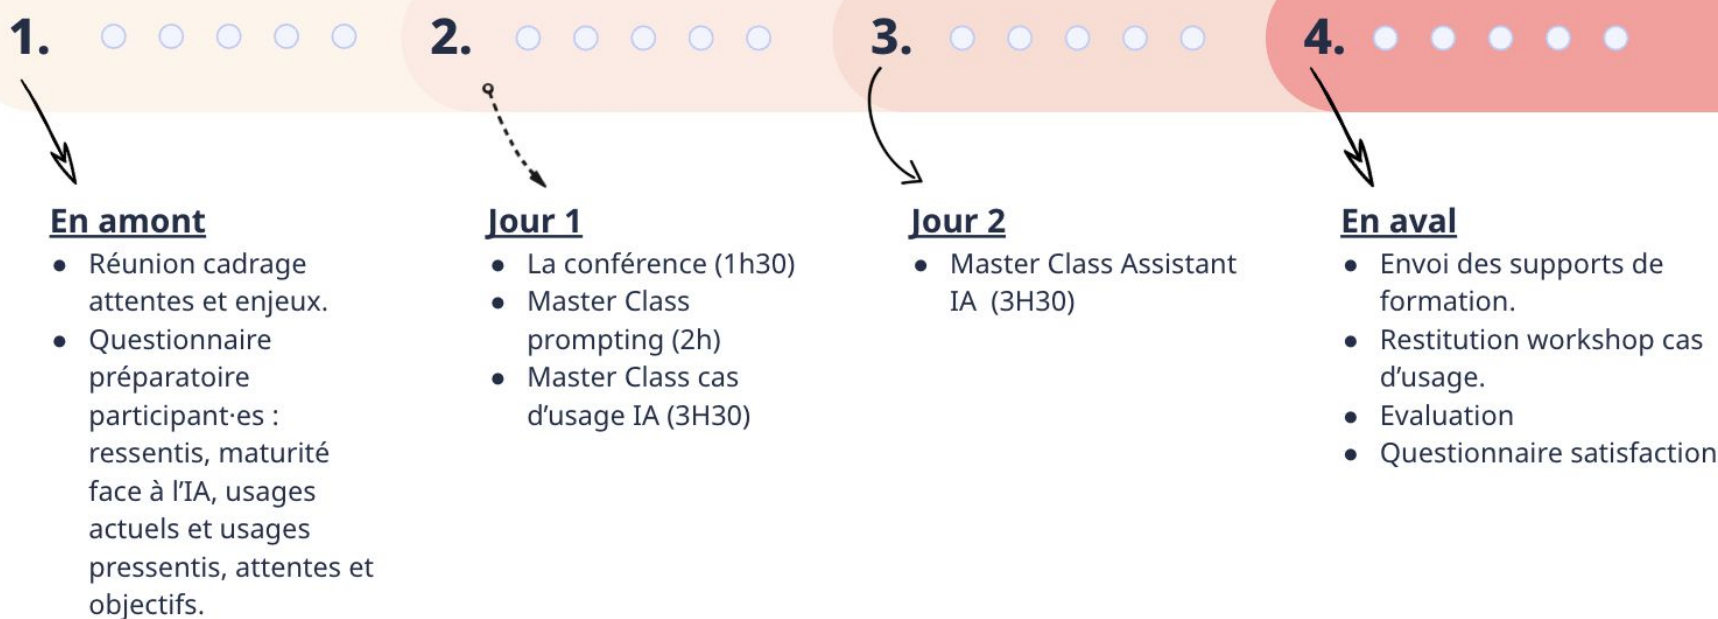 1.
2.
3.
4.
En amont
● Réunion cadrage
attentes et enjeux.
● Questionnaire
préparatoire
participant·es :
ressentis, maturité
face à l’IA, usages
actuels et usages
pressentis, attentes et
objectifs.
Jour 1
● La conférence (1h30)
● Master Class
prompting (2h)
● Master Class cas
d’usage IA (3H30)
Jour 2
● Master Class Assistant
IA  (3H30)
En aval
● Envoi des supports de
formation.
● Restitution workshop cas
d’usage.
● Evaluation
● Questionnaire satisfaction